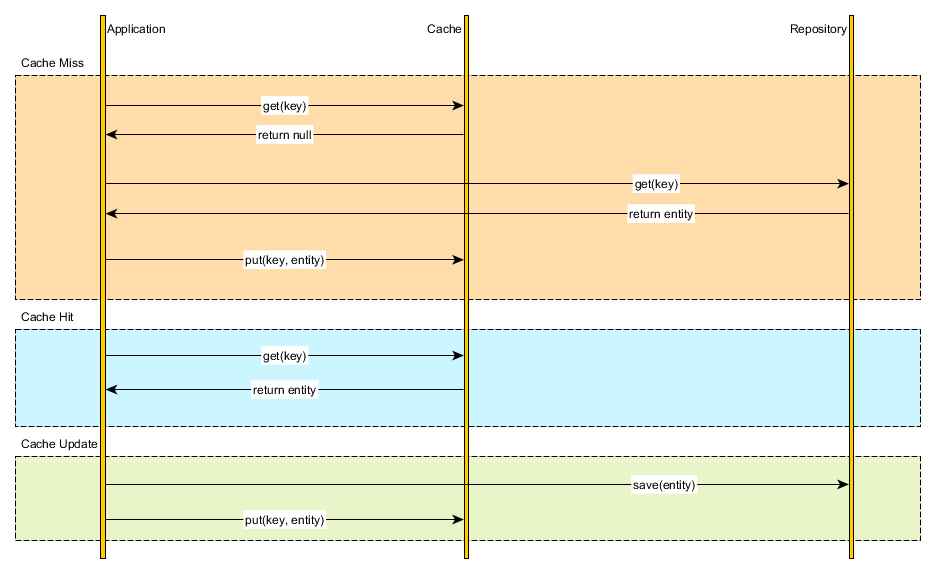 Application
Cache
Repository
Cache Miss
get(key)
return null
get(key)
return entity
put(key, entity)
Cache Hit
get(key)
return entity
Cache Update
save(entity)
put(key, entity)